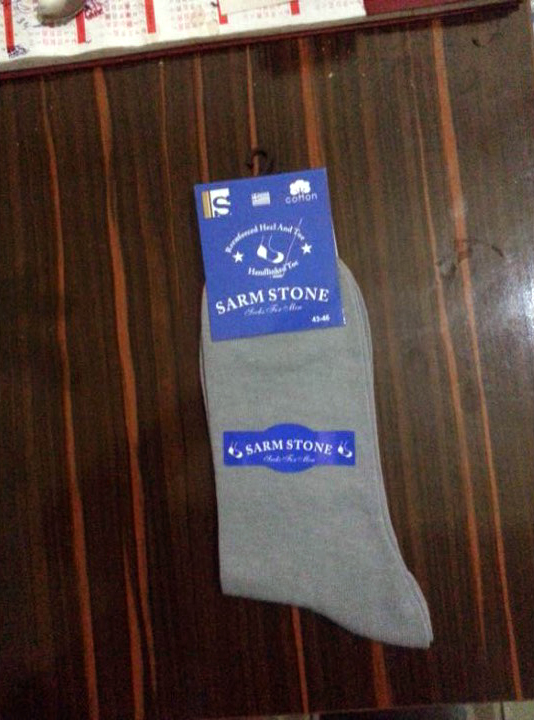 S
cotton
Reinforced Heel And Toe
Handlinked Toe
SARM STONE
Socks For Men
43-46
SARM STONE
Socks For Men